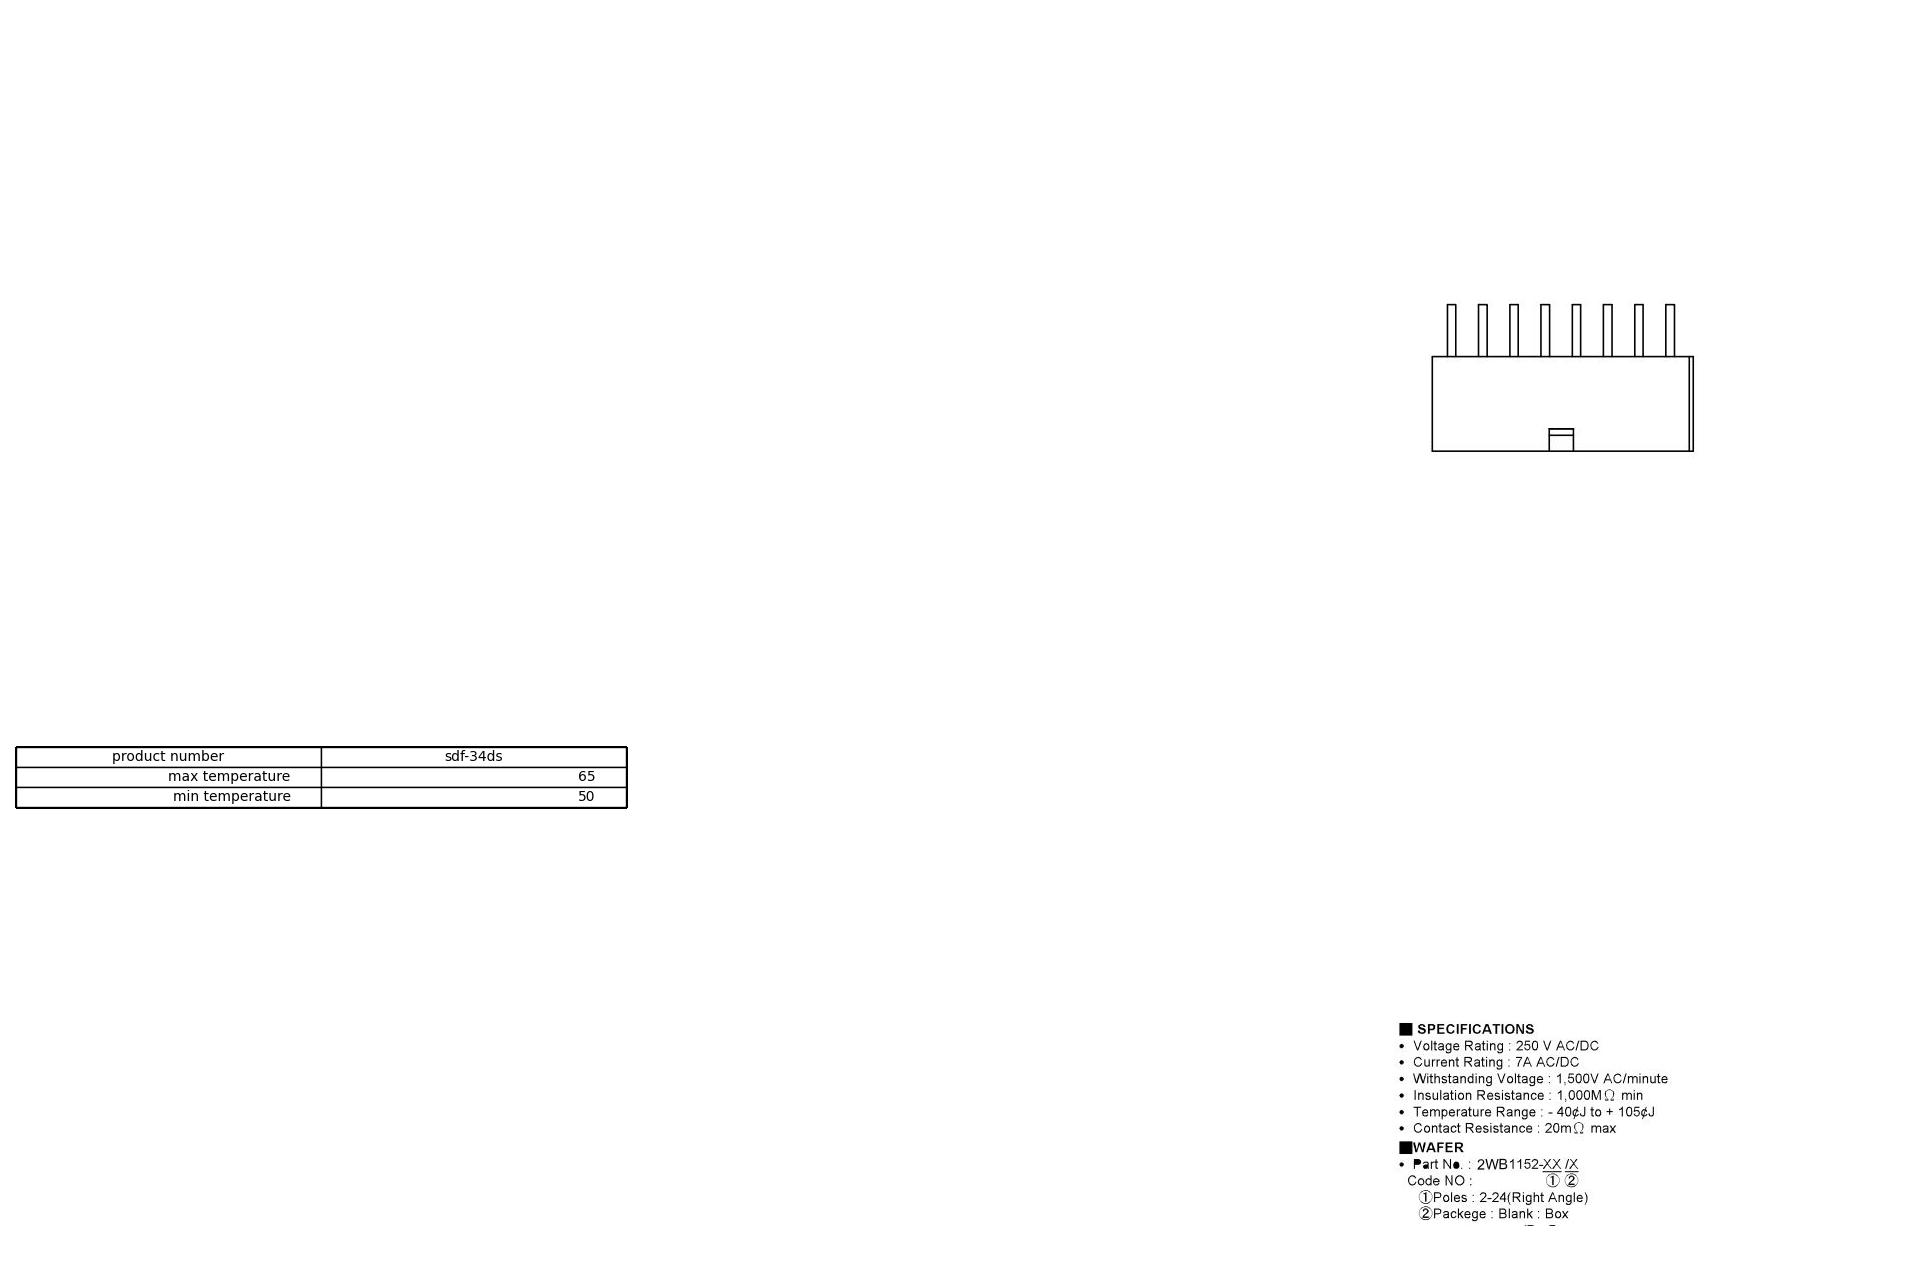 product number sdf-34ds
max temperature 65
min temperature 50
■ SPECIFICATIONS
• Voltage Rating : 250 V AC/DC
• Current Rating : 7A AC/DC
• Withstanding Voltage : 1,500V AC/minute
• Insulation Resistance : 1,000MΩ min
• Temperature Range : - 40¢J to + 105¢J
• Contact Resistance : 20mΩ max
■WAFER
• Part No. : 2WB1152-XX /X
Code NO : ① ②
①Poles : 2-24(Right Angle)
②Packege : Blank : Box